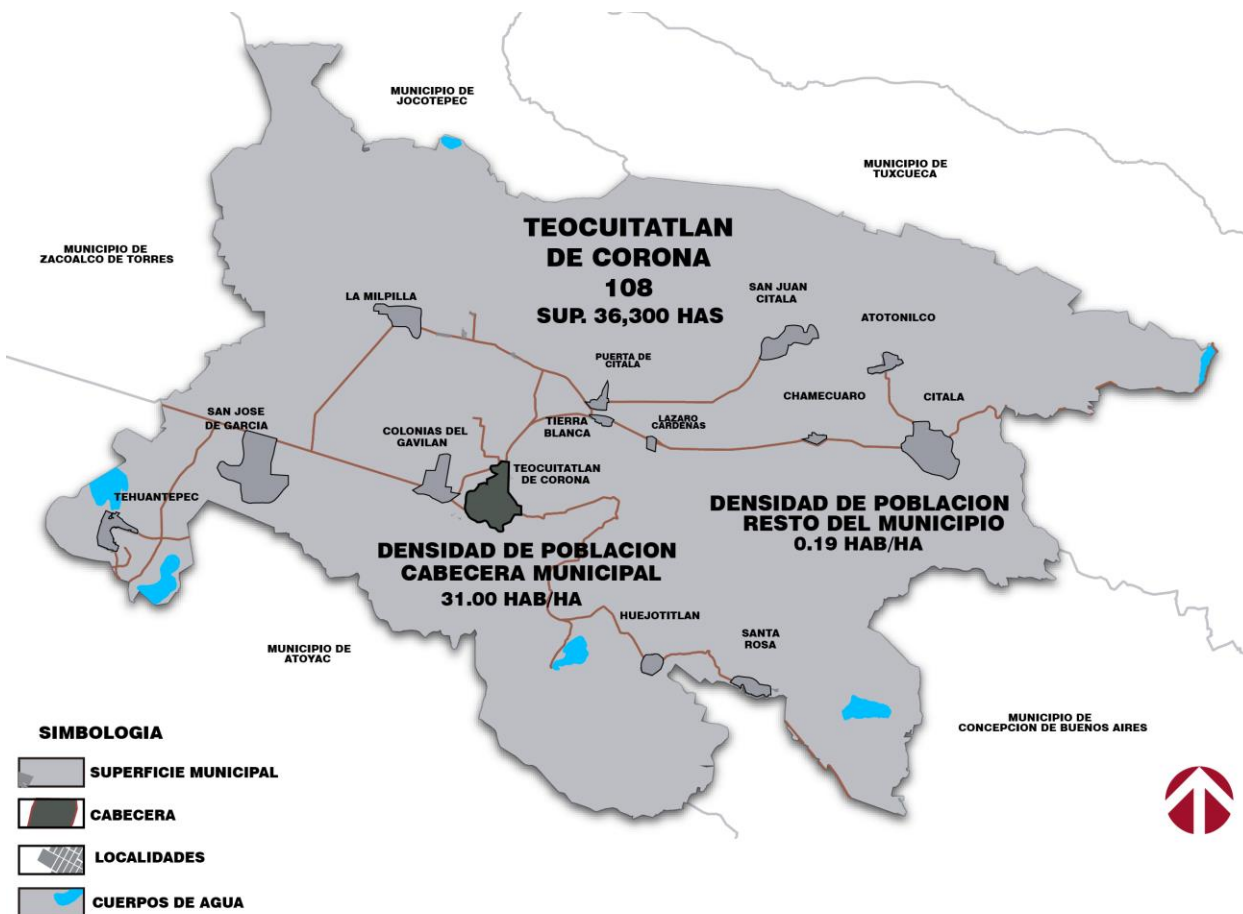 MUNICIPIO DE
JOCOTEPEC
MUNICIPIO DE
TUXCUECA
MUNICIPIO DE
ZACOALCO DE TORRES
TEOCUITATLAN
DE CORONA
108
SUP. 36,300 HAS
LA MILPILLA
SAN JUAN
CITALA
ATOTONILCO
PUERTA DE
CITALA
CHAMECUARO
CITALA
SAN JOSE
DE GARCIA
COLONIAS DEL
GAVILAN
TIERRA
BLANCA
LAZARO
CARDENAS
TEOCUITATLAN
DE CORONA
TEHUANTEPEC
DENSIDAD DE POBLACION
RESTO DEL MUNICIPIO
0.19 HAB/HA
DENSIDAD DE POBLACION
CABECERA MUNICIPAL
31.00 HAB/HA
HUEJOTITLAN
SANTA
ROSA
MUNICIPIO DE
ATOYAC
MUNICIPIO DE
CONCEPCION DE BUENOS AIRES
SIMBOLOGIA
SUPERFICIE MUNICIPAL
CABECERA
LOCALIDADES
CUERPOS DE AGUA